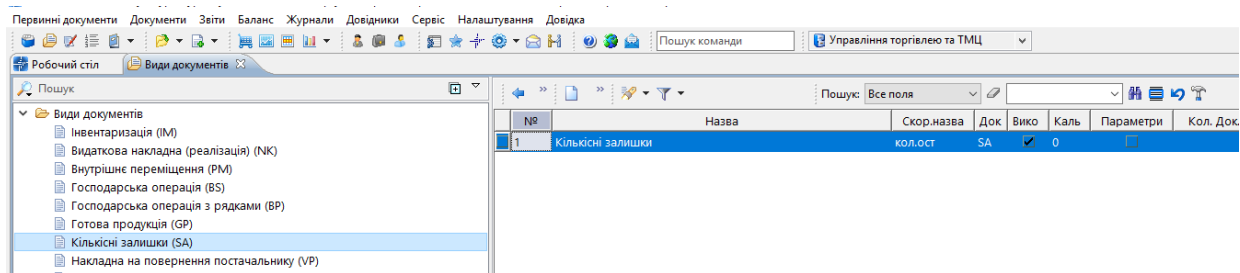 Первинні документи Документи Звіти Баланс Журнали Довідники Сервіс Налаштування Довідка
Пошук команди Управління торгівлею та ТМЦ
Робочий стіл Види документів
Пошук
Пошук: Все поля
Види документів
Інвентаризація (IM)
Видаткова накладна (реалізація) (NK)
Внутрішнє переміщення (PM)
Господарська операція (BS)
Господарська операція з рядками (BP)
Готова продукція (GP)
Кількісні залишки (SA)
Накладна на повернення постачальнику (VP)
№ Назва Скор.назва Док Вико Каль Параметри Кол. Док.
1 Кількісні залишки кол.ост SA 0